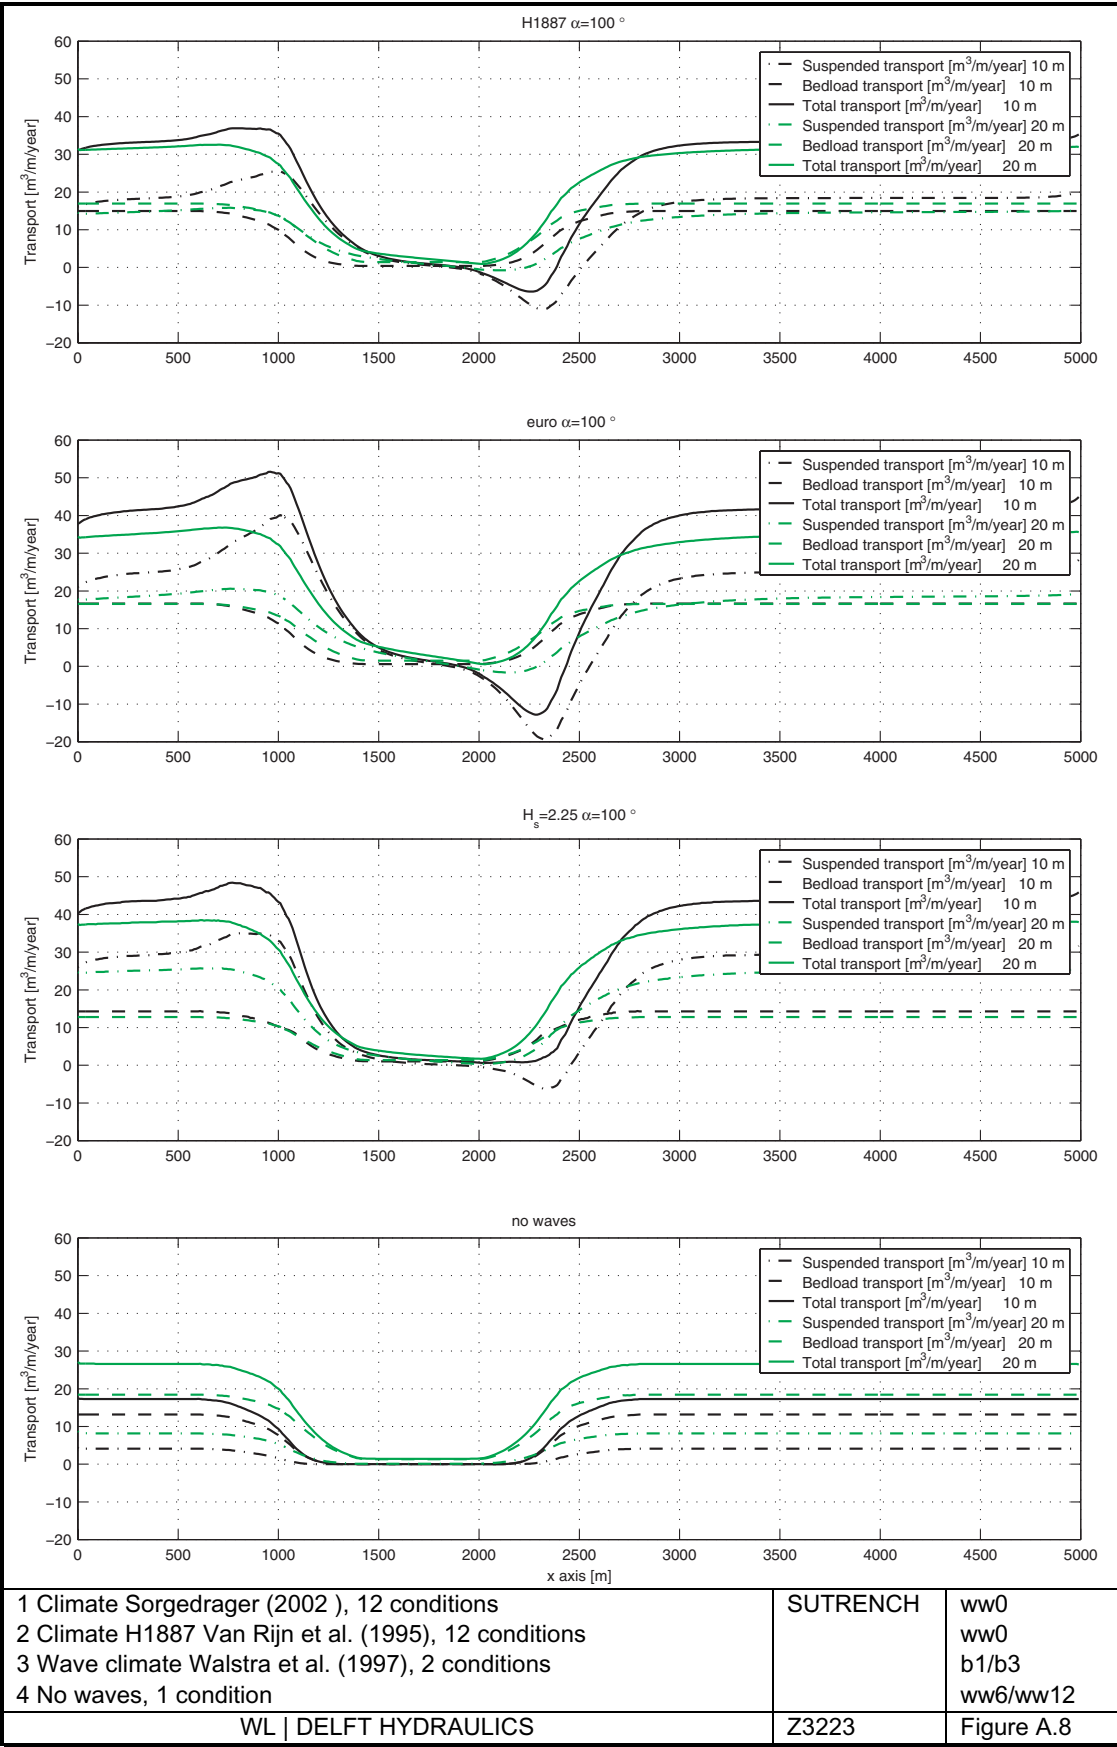 H1887 α=100 °
60
50
40
30
20
10
0
−10
−20
Transport [m³/m/year]
Suspended transport [m³/m/year] 10 m
Bedload transport [m³/m/year] 10 m
Total transport [m³/m/year] 10 m
Suspended transport [m³/m/year] 20 m
Bedload transport [m³/m/year] 20 m
Total transport [m³/m/year] 20 m
0 500 1000 1500 2000 2500 3000 3500 4000 4500 5000
euro α=100 °
60
50
40
30
20
10
0
−10
−20
Transport [m³/m/year]
Suspended transport [m³/m/year] 10 m
Bedload transport [m³/m/year] 10 m
Total transport [m³/m/year] 10 m
Suspended transport [m³/m/year] 20 m
Bedload transport [m³/m/year] 20 m
Total transport [m³/m/year] 20 m
0 500 1000 1500 2000 2500 3000 3500 4000 4500 5000
Hs=2.25 α=100 °
60
50
40
30
20
10
0
−10
−20
Transport [m³/m/year]
Suspended transport [m³/m/year] 10 m
Bedload transport [m³/m/year] 10 m
Total transport [m³/m/year] 10 m
Suspended transport [m³/m/year] 20 m
Bedload transport [m³/m/year] 20 m
Total transport [m³/m/year] 20 m
0 500 1000 1500 2000 2500 3000 3500 4000 4500 5000
no waves
60
50
40
30
20
10
0
−10
−20
Transport [m³/m/year]
Suspended transport [m³/m/year] 10 m
Bedload transport [m³/m/year] 10 m
Total transport [m³/m/year] 10 m
Suspended transport [m³/m/year] 20 m
Bedload transport [m³/m/year] 20 m
Total transport [m³/m/year] 20 m
0 500 1000 1500 2000 2500 3000 3500 4000 4500 5000
x axis [m]
1 Climate Sorgedrager (2002 ), 12 conditions SUTRENCH ww0
2 Climate H1887 Van Rijn et al. (1995), 12 conditions ww0
3 Wave climate Walstra et al. (1997), 2 conditions b1/b3
4 No waves, 1 condition ww6/ww12
WL | DELFT HYDRAULICS Z3223 Figure A.8